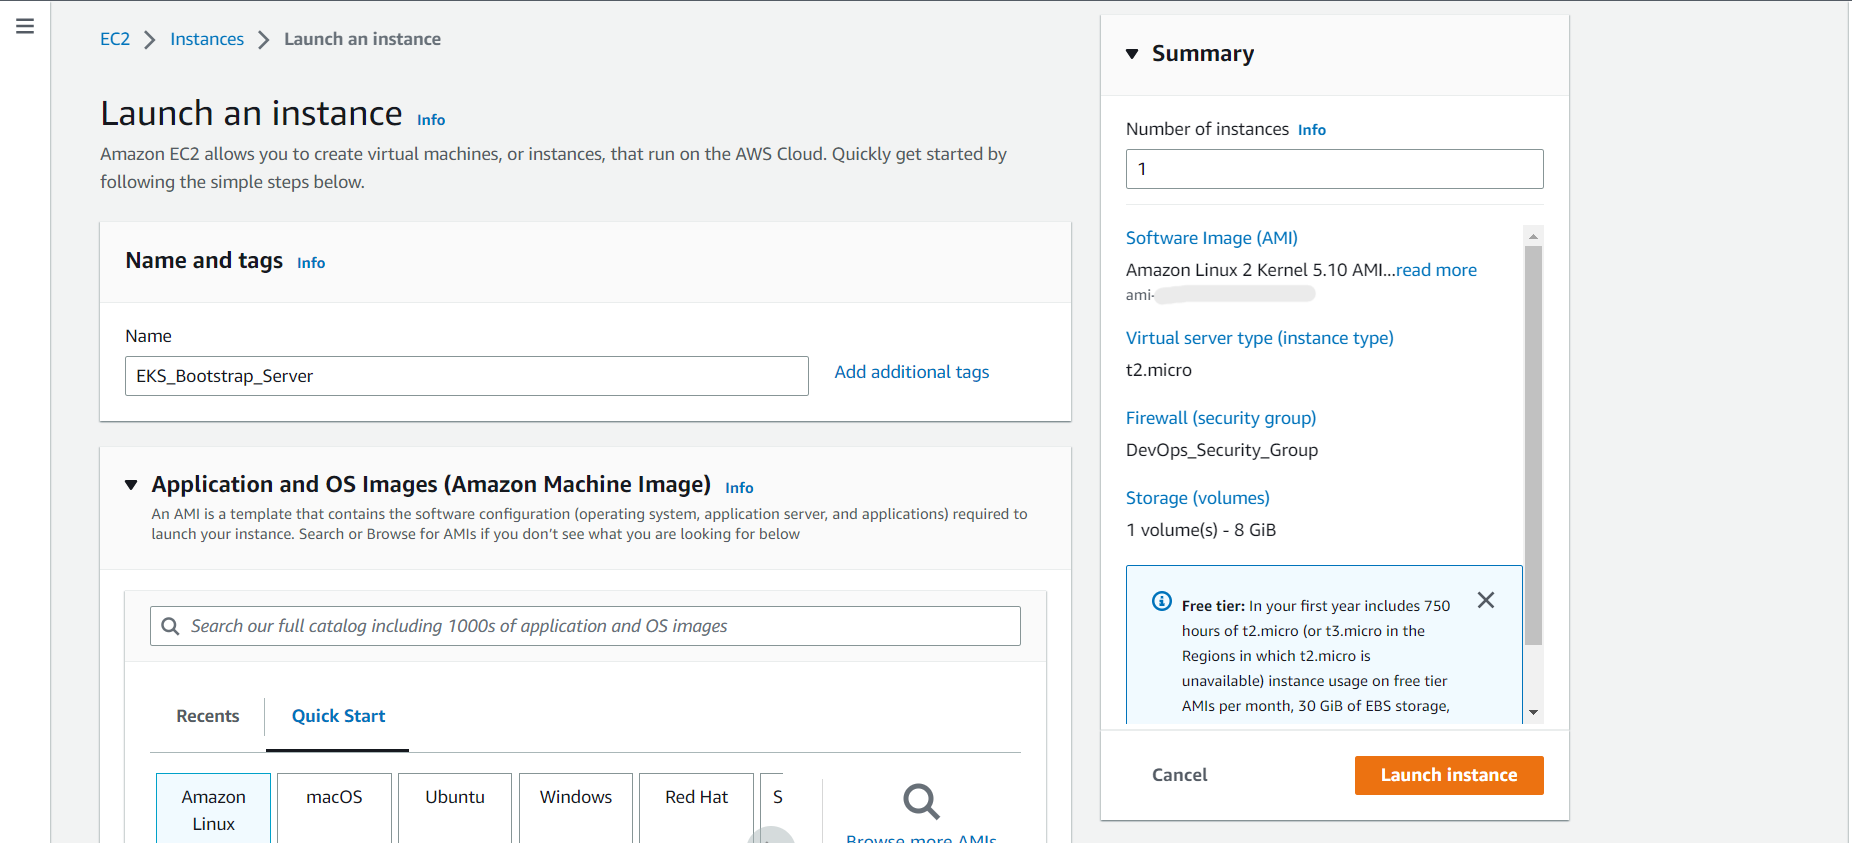 EC2 > Instances > Launch an instance
Launch an instance Info
Amazon EC2 allows you to create virtual machines, or instances, that run on the AWS Cloud. Quickly get started by
following the simple steps below.
Name and tags Info
Name
EKS_Bootstrap_Server
Add additional tags
Application and OS Images (Amazon Machine Image) Info
An AMI is a template that contains the software configuration (operating system, application server, and applications) required to
launch your instance. Search or Browse for AMIs if you don't see what you are looking for below
Search our full catalog including 1000s of application and OS images
Recents
Quick Start
Amazon
Linux
macOS
Ubuntu
Windows
Red Hat
S
Browse more AMIs
Summary
Number of instances Info
1
Software Image (AMI)
Amazon Linux 2 Kernel 5.10 AMI...read more
ami-
Virtual server type (instance type)
t2.micro
Firewall (security group)
DevOps_Security_Group
Storage (volumes)
1 volume(s) - 8 GiB
Free tier: In your first year includes 750
hours of t2.micro (or t3.micro in the
Regions in which t2.micro is
unavailable) instance usage on free tier
AMIs per month, 30 GiB of EBS storage,
Cancel
Launch instance